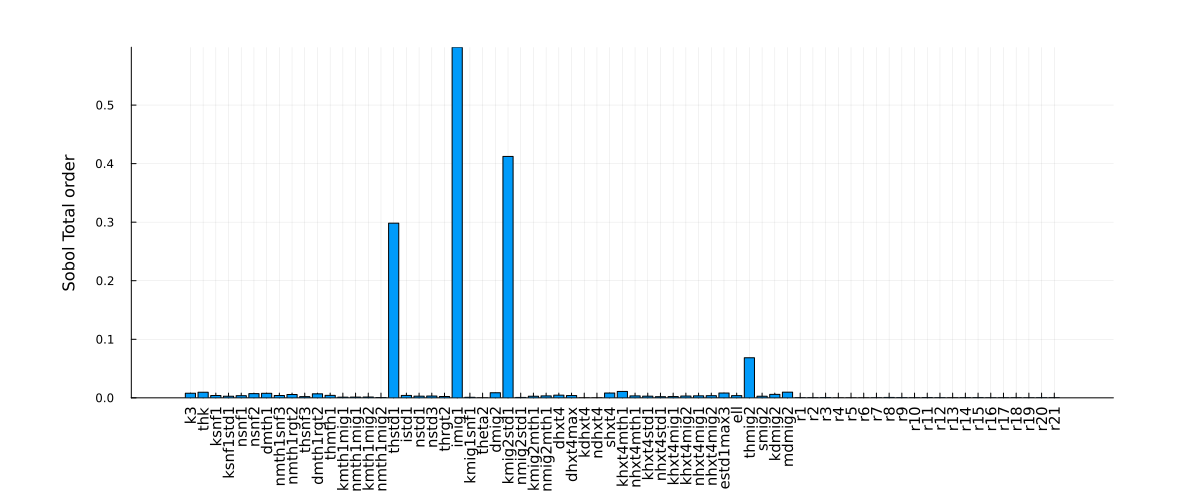 Sobol Total order
0.5
0.4
0.3
0.2
0.1
0.0
k3
thk
ksnf1
ksnf1std1
nsnf1
nsnf2
dmth1
nmth1snf3
nmth1rgt2
thsnf3
dmth1rgt2
thmth1
kmth1mig1
nmth1mig1
kmth1mig2
nmth1mig2
thstd1
istd1
nstd1
nstd3
thrgt2
imig1
kmig1snf1
theta2
dmig2
kmig2std1
nmig2std1
kmig2mth1
nmig2mth1
dhxt4
dhxt4max
kdhxt4
ndhxt4
shxt4
khxt4mth1
nhxt4mth1
khxt4std1
nhxt4std1
khxt4mig1
khxt4mig2
nhxt4mig1
nhxt4mig2
estd1max3
ell
thmig2
smig2
kdmig2
mdmig2
r1
r2
r3
r4
r5
r6
r7
r8
r9
r10
r11
r12
r13
r14
r15
r16
r17
r18
r19
r20
r21